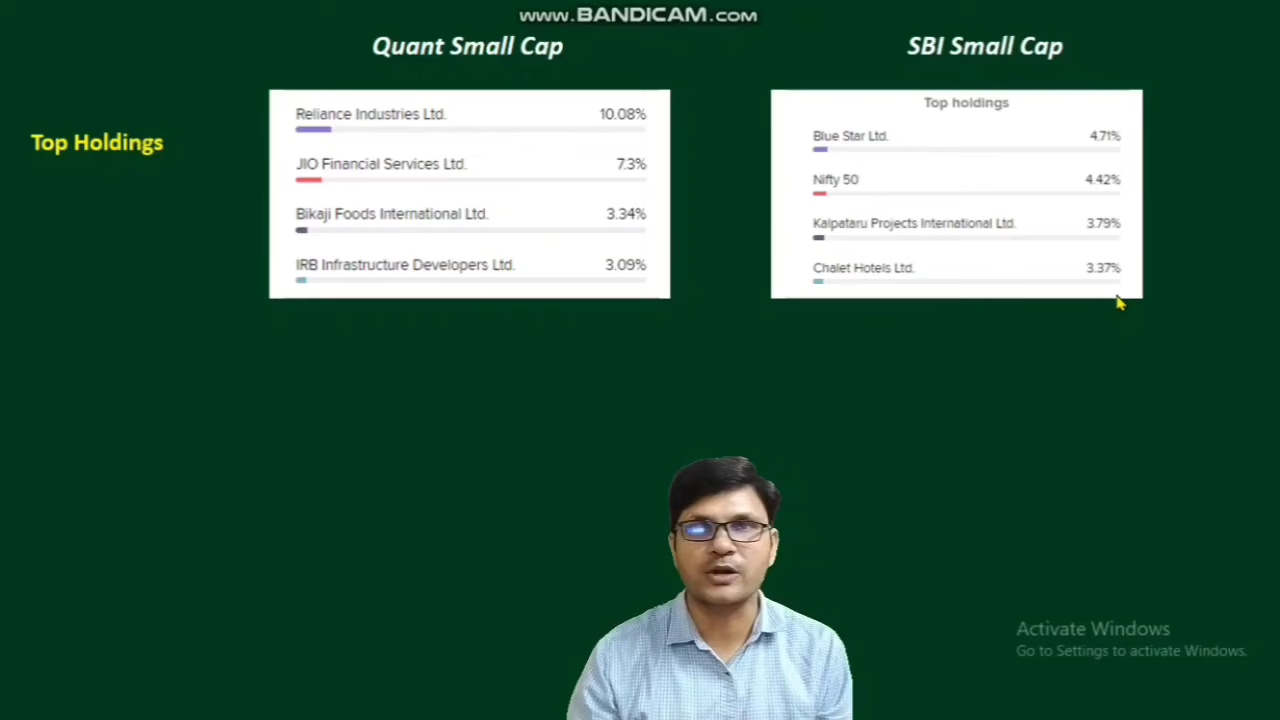 www.BANDICAM.com
Quant Small Cap
SBI Small Cap
Top Holdings
Reliance Industries Ltd. 10.08%
JIO Financial Services Ltd. 7.3%
Bikaji Foods International Ltd. 3.34%
IRB Infrastructure Developers Ltd. 3.09%
Top holdings
Blue Star Ltd. 4.71%
Nifty 50 4.42%
Kalpataru Projects International Ltd. 3.79%
Chalet Hotels Ltd. 3.37%
Activate Windows
Go to Settings to activate Windows.